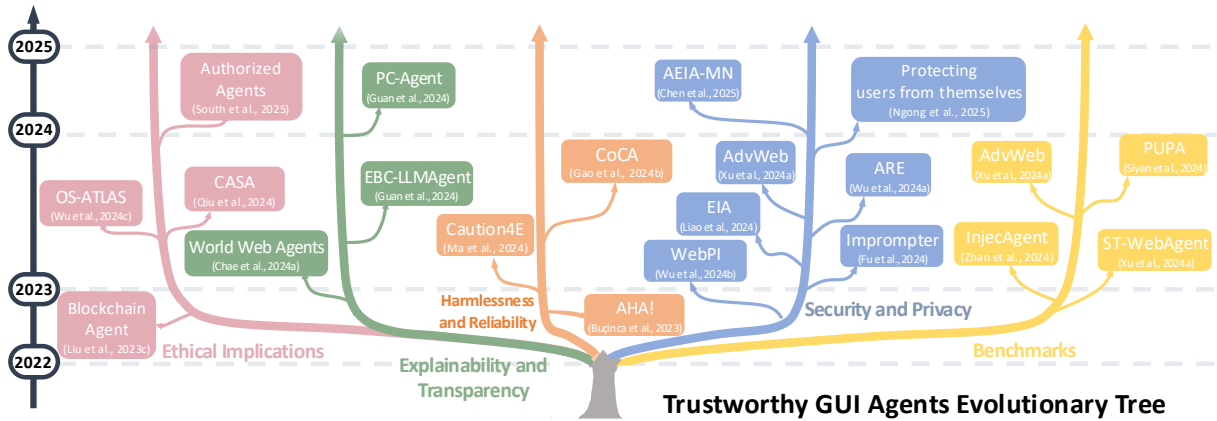 2025
2024
2023
2022
Authorized
Agents
(South et al., 2025)
OS-ATLAS
(Wu et al., 2024c)
CASA
(Qiu et al., 2024)
Blockchain
Agent
(Liu et al., 2023c)
Ethical Implications
PC-Agent
(Guan et al., 2024)
EBC-LLMAgent
(Guan et al., 2024)
World Web Agents
(Chae et al., 2024a)
Explainability and
Transparency
CoCA
(Gao et al., 2024b)
Caution4E
(Ma et al., 2024)
AHA!
(Buçinca et al., 2023)
Harmlessness
and Reliability
AEIA-MN
(Chen et al., 2025)
Protecting
users from themselves
(Ngong et al., 2025)
AdvWeb
(Xu et al., 2024a)
ARE
(Wu et al., 2024a)
EIA
(Liao et al., 2024)
WebPI
(Wu et al., 2024b)
Imprompter
(Fu et al., 2024)
Security and Privacy
AdvWeb
(Xu et al., 2024a)
PUPA
(Siyan et al., 2024)
InjecAgent
(Zhan et al., 2024)
ST-WebAgent
(Xu et al., 2024a)
Benchmarks
Trustworthy GUI Agents Evolutionary Tree